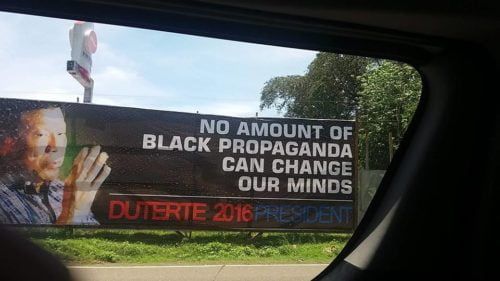 NO AMOUNT OF
BLACK PROPAGANDA
CAN CHANGE
OUR MINDS
DUTERTE 2016 PRESIDENT